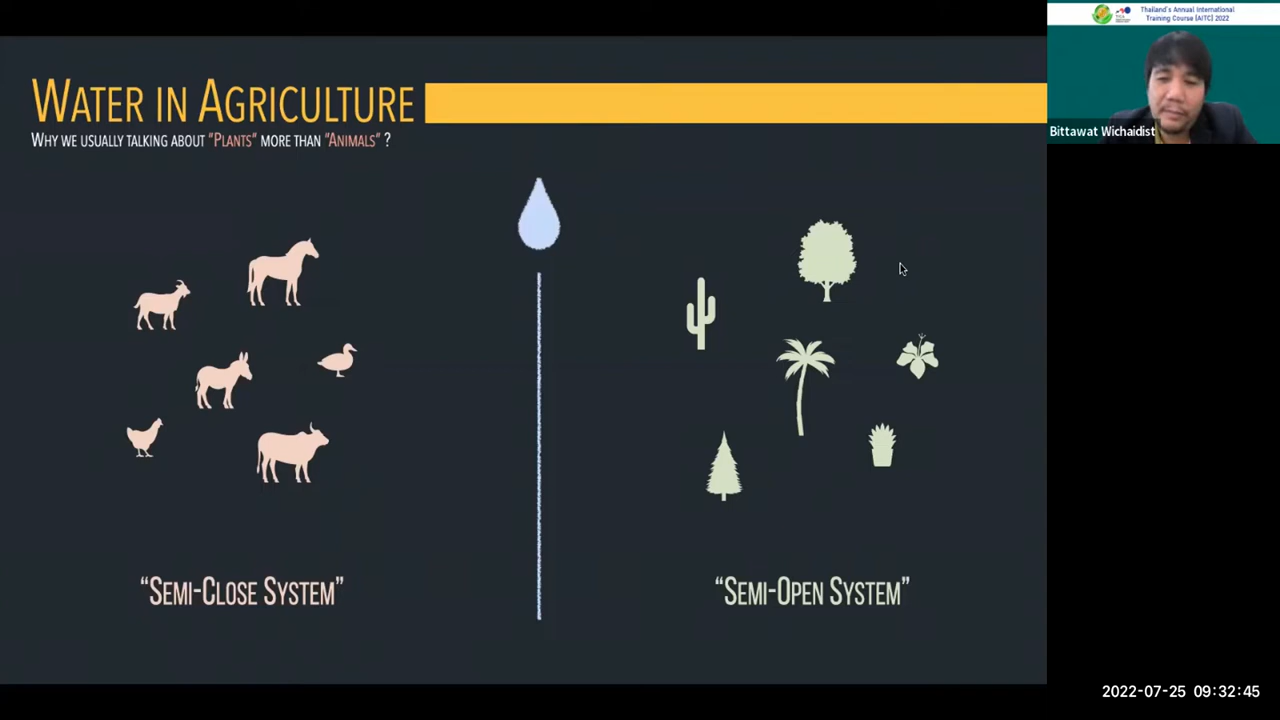 WATER IN AGRICULTURE
WHY WE USUALLY TALKING ABOUT "PLANTS" MORE THAN "ANIMALS" ?
"SEMI-CLOSE SYSTEM"
"SEMI-OPEN SYSTEM"
Thailand's Annual International
Training Course (AITC) 2022
Bittawat Wichaidist
2022-07-25 09:32:45